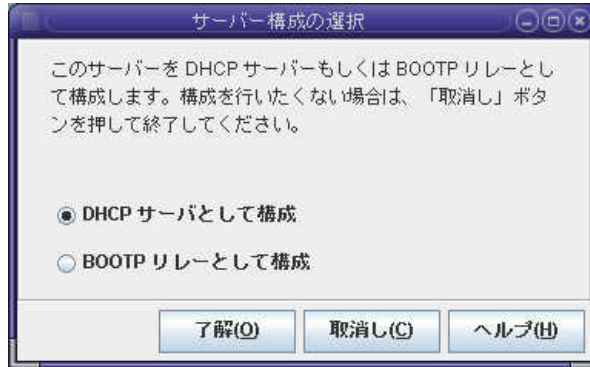 サーバー構成の選択
このサーバーを DHCP サーバーもしくは BOOTP リレーとし
て構成します。構成を行いたくない場合は、「取消し」ボタ
ンを押して終了してください。
DHCP サーバとして構成
BOOTP リレーとして構成
了解(O) 取消し(C) ヘルプ(H)